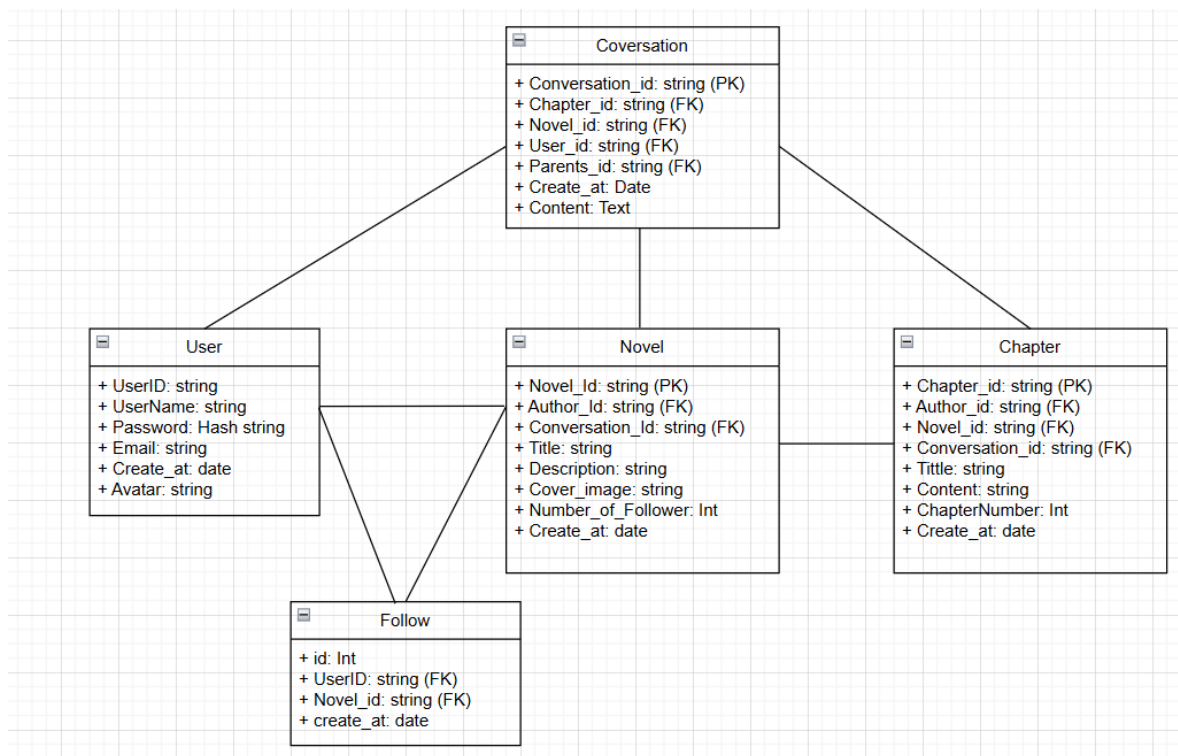 Coversation
+ Conversation_id: string (PK)
+ Chapter_id: string (FK)
+ Novel_id: string (FK)
+ User_id: string (FK)
+ Parents_id: string (FK)
+ Create_at: Date
+ Content: Text
User
+ UserID: string
+ UserName: string
+ Password: Hash string
+ Email: string
+ Create_at: date
+ Avatar: string
Novel
+ Novel_Id: string (PK)
+ Author_Id: string (FK)
+ Conversation_Id: string (FK)
+ Title: string
+ Description: string
+ Cover_image: string
+ Number_of_Follower: Int
+ Create_at: date
Chapter
+ Chapter_id: string (PK)
+ Author_id: string (FK)
+ Novel_id: string (FK)
+ Conversation_id: string (FK)
+ Tittle: string
+ Content: string
+ ChapterNumber: Int
+ Create_at: date
Follow
+ id: Int
+ UserID: string (FK)
+ Novel_id: string (FK)
+ create_at: date